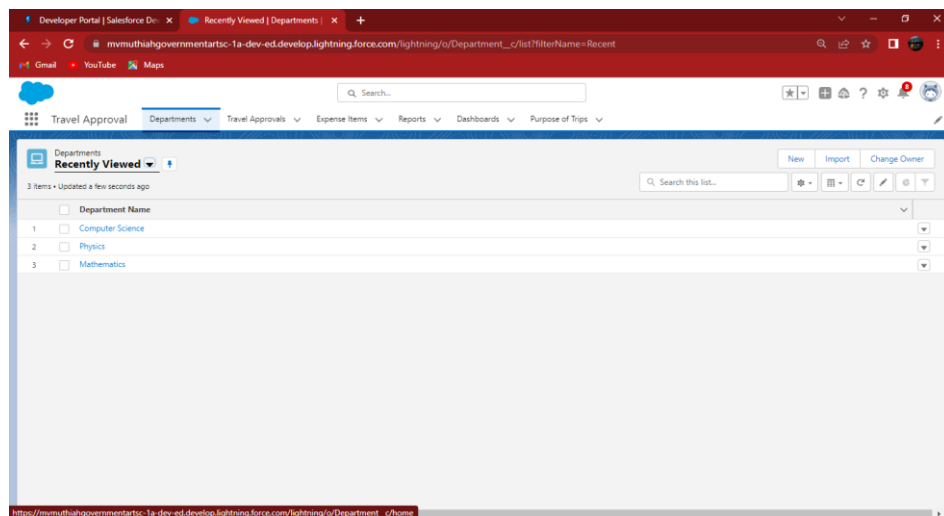 Developer Portal | Salesforce Dev
Recently Viewed | Departments |
mvmuthiahgovernmentartsc-1a-dev-ed.develop.lightning.force.com/lightning/o/Department__c/list?filterName=Recent
Gmail YouTube Maps
Search...
8
Travel Approval Departments Travel Approvals Expense Items Reports Dashboards Purpose of Trips
Departments
Recently Viewed
New Import Change Owner
3 items • Updated a few seconds ago
Search this list...
Department Name
1 Computer Science
2 Physics
3 Mathematics
https://mvmuthiahgovernmentartsc-1a-dev-ed.develop.lightning.force.com/lightning/o/Department__c/home